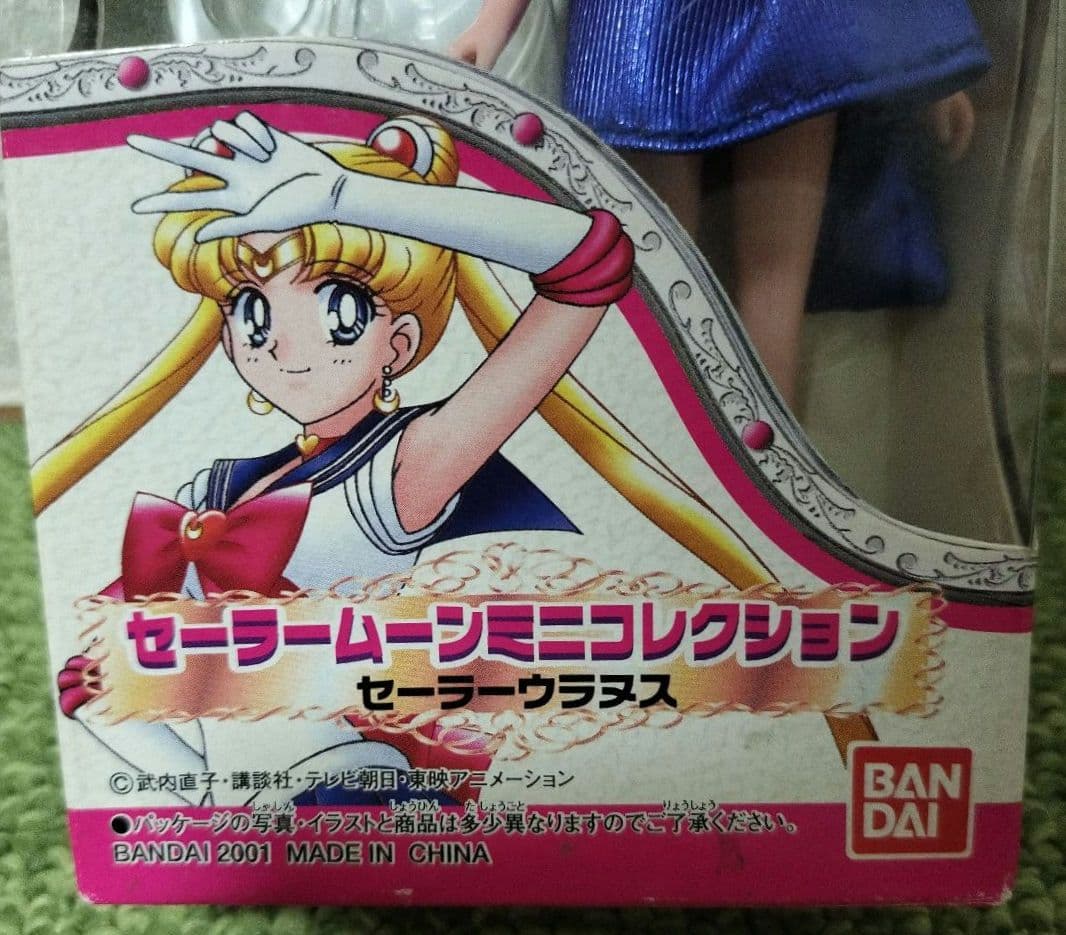 セーラームーンミニコレクション
セーラーウラヌス
©武内直子・講談社・テレビ朝日・東映アニメーション
●パッケージの写真・イラストと商品は多少異なりますのでご了承ください。
BANDAI 2001 MADE IN CHINA
BAN
DAI